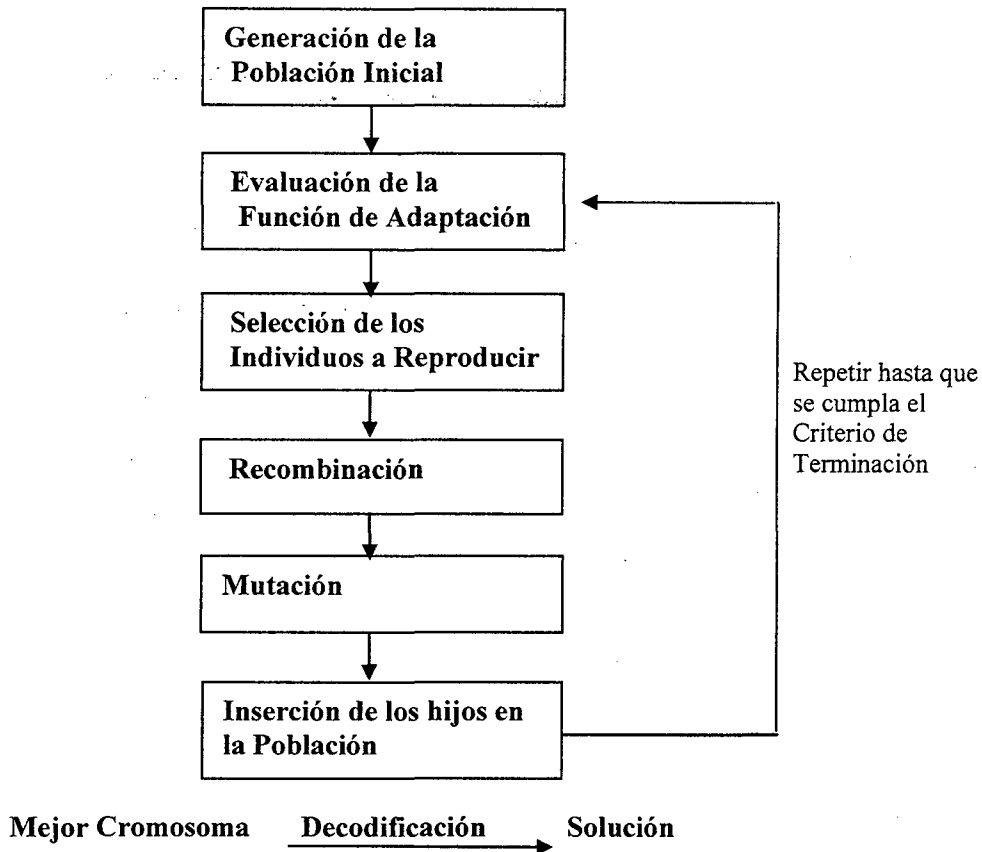 Generación de la
Población Inicial
Evaluación de la
Función de Adaptación
Selección de los
Individuos a Reproducir
Repetir hasta que
se cumpla el
Criterio de
Terminación
Recombinación
Mutación
Inserción de los hijos en
la Población
Mejor Cromosoma Decodificación Solución